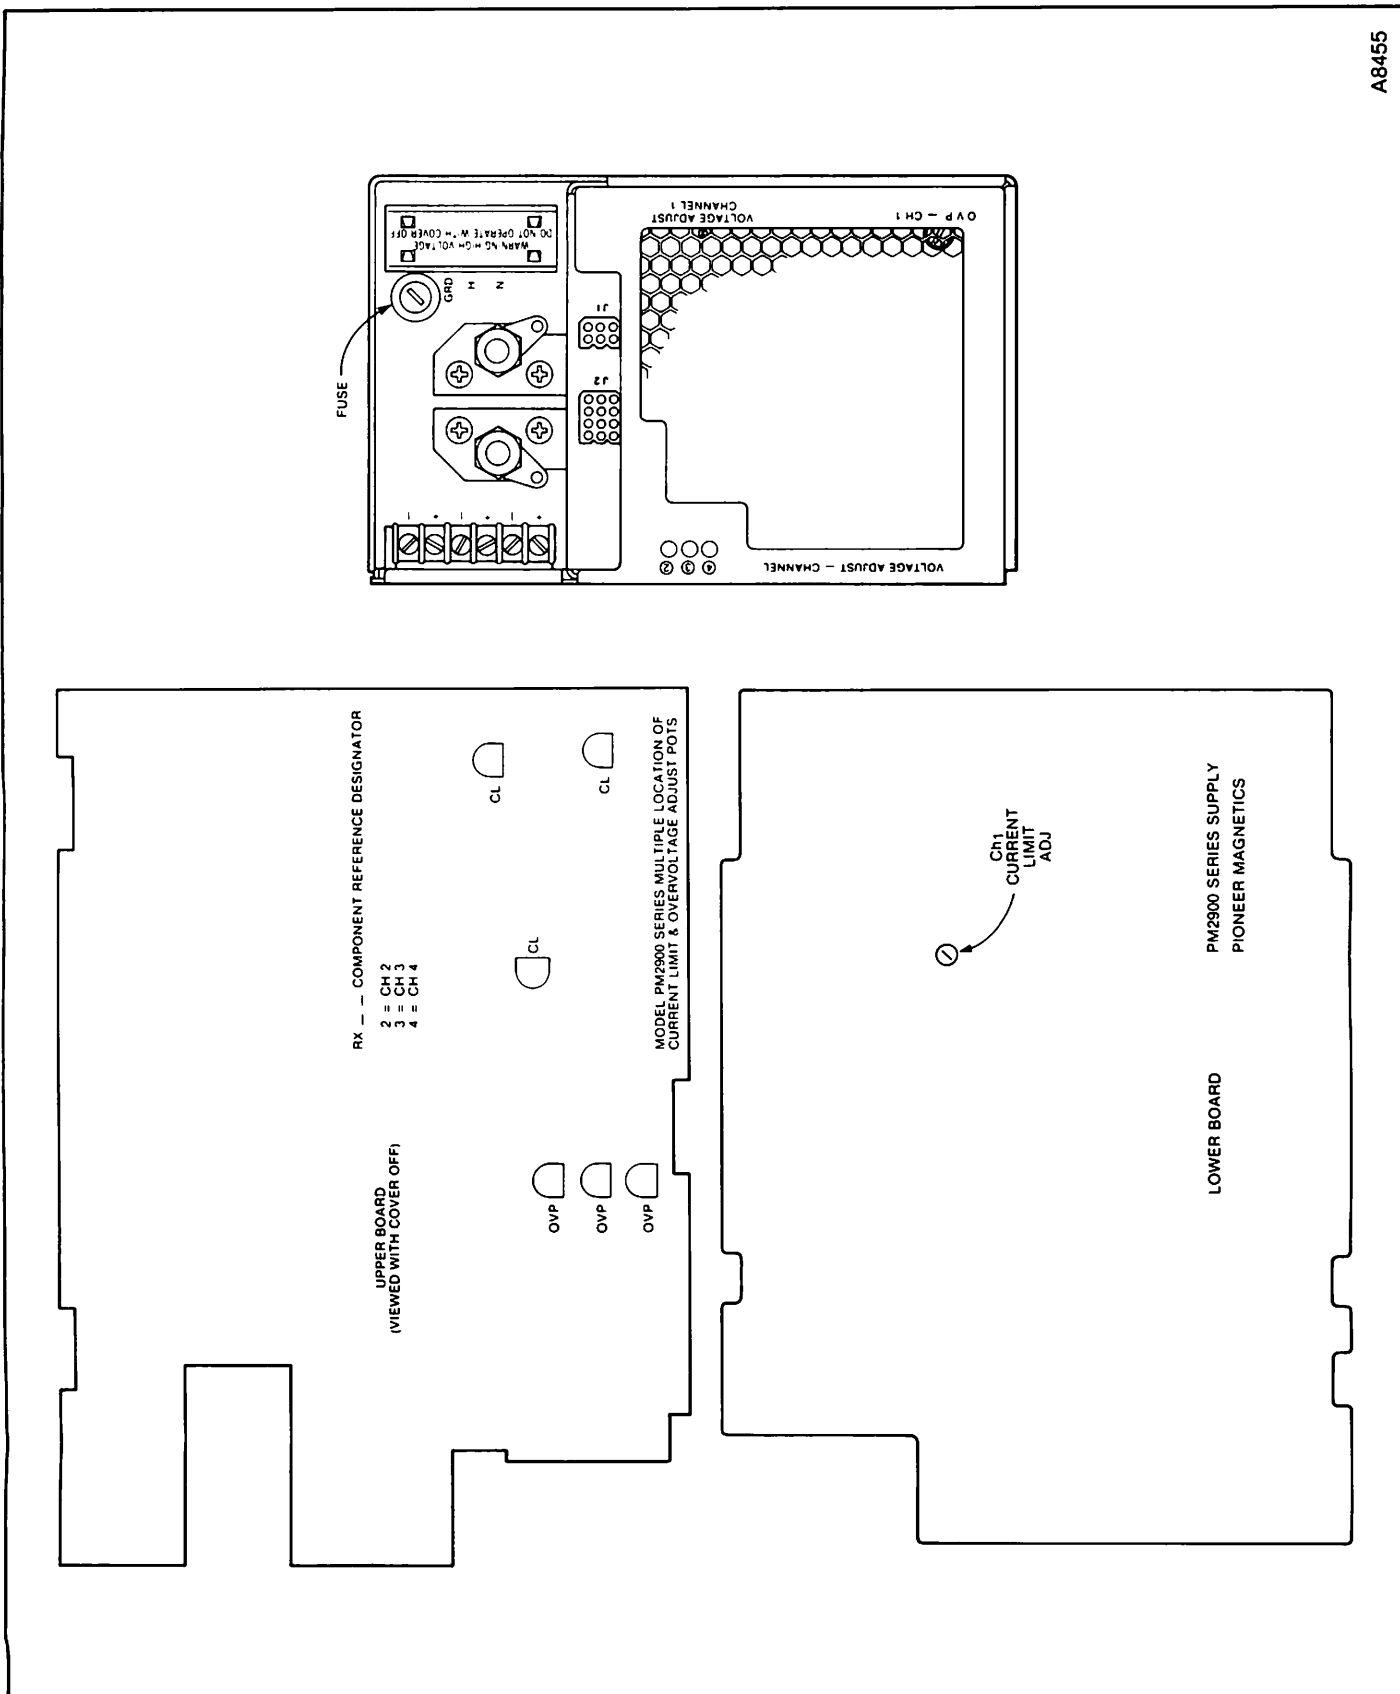 A8455
FUSE
WARNING HIGH VOLTAGE
DO NOT OPERATE WITH COVER OFF
GRD
H
N
J1
J2
− + − + − +
VOLTAGE ADJUST
CHANNEL 1
OVP — CH 1
2
3
4
VOLTAGE ADJUST — CHANNEL
RX _ _ COMPONENT REFERENCE DESIGNATOR
2 = CH 2
3 = CH 3
4 = CH 4
UPPER BOARD
(VIEWED WITH COVER OFF)
CL
CL
CL
OVP
OVP
OVP
MODEL PM2900 SERIES MULTIPLE LOCATION OF
CURRENT LIMIT & OVERVOLTAGE ADJUST POTS
Ch1
CURRENT
LIMIT
ADJ
LOWER BOARD
PM2900 SERIES SUPPLY
PIONEER MAGNETICS